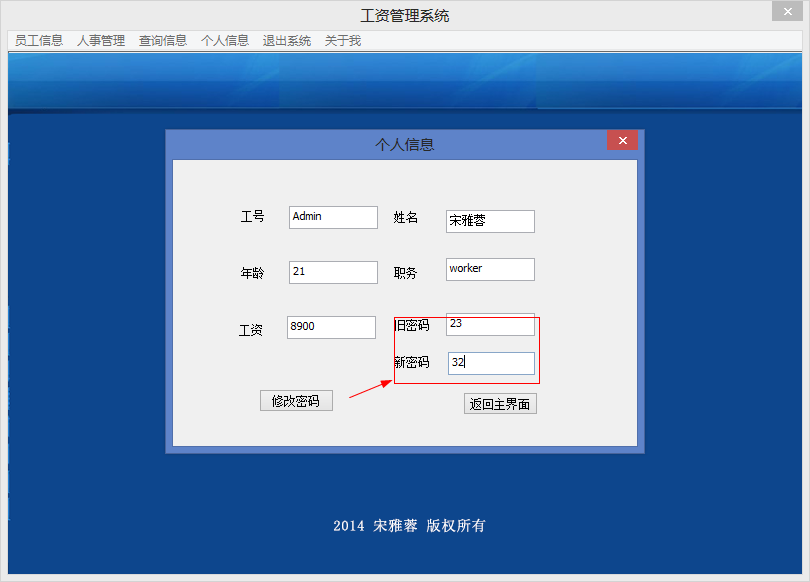 工资管理系统
员工信息 人事管理 查询信息 个人信息 退出系统 关于我
个人信息
工号 Admin 姓名 宋雅蓉
年龄 21 职务 worker
工资 8900 旧密码 23
新密码 32
修改密码 返回主界面
2014 宋雅蓉 版权所有